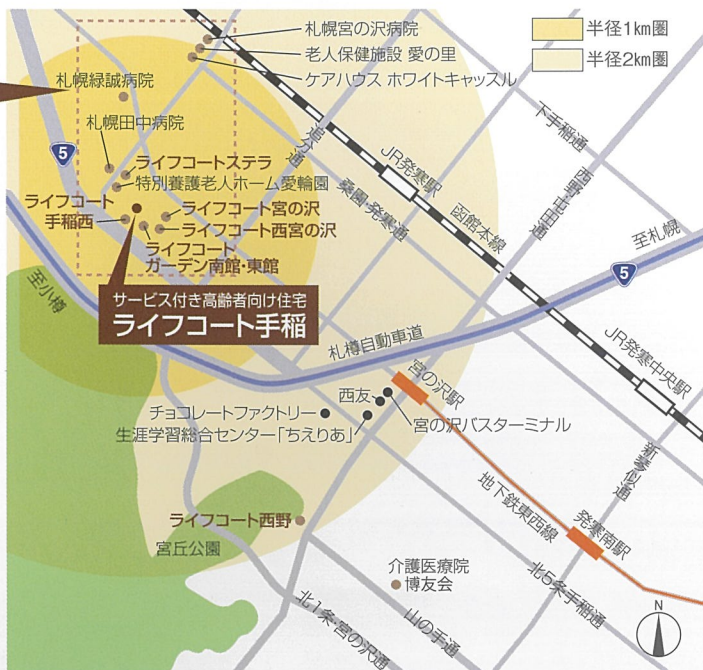 札幌宮の沢病院
老人保健施設 愛の里
ケアハウス ホワイトキャッスル
半径1km圏
半径2km圏
札幌緑誠病院
札幌田中病院
5
ライフコートステラ
特別養護老人ホーム愛輪園
ライフコート
手稲西
ライフコート宮の沢
ライフコート西宮の沢
ライフコート
ガーデン南館・東館
サービス付き高齢者向け住宅
ライフコート手稲
至小樽
追分通
桑園・発寒通
JR発寒駅
函館本線
下手稲通
西野屯田通
至札幌
5
札樽自動車道
JR発寒中央駅
宮の沢駅
西友
宮の沢バスターミナル
チョコレートファクトリー
生涯学習総合センター「ちえりあ」
新琴似通
地下鉄東西線
発寒南駅
ライフコート西野
宮丘公園
介護医療院
博友会
北5条手稲通
山の手通
北1条・宮の沢通
N